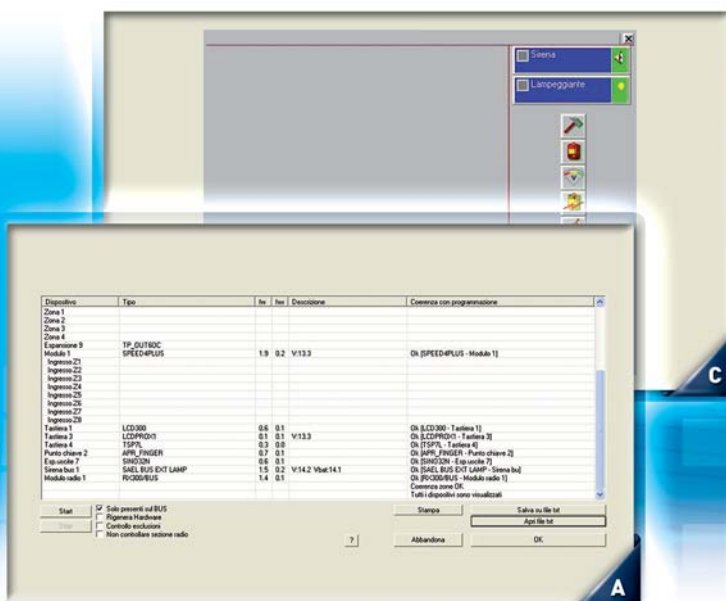 Sirena
Lampeggiante
C
Dispositivo Tipo fw hw Descrizione Coerenza con programmazione
Zona 1
Zona 2
Zona 3
Zona 4
Espansione 9 TP_OUT60C
Modulo 1 SPEED4PLUS 1.9 0.2 V:13.3 Ok [SPEED4PLUS - Modulo 1]
Ingresso Z1
Ingresso Z2
Ingresso Z3
Ingresso Z4
Ingresso Z5
Ingresso Z6
Ingresso Z7
Ingresso Z8
Tastiera 1 LCD300 0.6 0.1 Ok [LCD300 - Tastiera 1]
Tastiera 3 LCDPROX1 0.1 0.1 V:13.3 Ok [LCDPROX1 - Tastiera 3]
Tastiera 4 TSP7L 0.3 0.0 Ok [TSP7L - Tastiera 4]
Punto chiave 2 APR_FINGER 0.7 0.1 Ok [APR_FINGER - Punto chiave 2]
Esp.uscite 7 SINO32N 0.6 0.1 Ok [SINO32N - Esp.uscite 7]
Sirena bus 1 SAEL BUS EXT LAMP 1.5 0.2 V:14.2 Vbat:14.1 Ok [SAEL BUS EXT LAMP - Sirena bu]
Modulo radio 1 RX300/BUS 1.4 0.1 Ok [RX300/BUS - Modulo radio 1]
Coerenza zone OK
Tutti i dispositivi sono visualizzati
Start Solo presenti sul BUS Stampa Salva su file txt
Rigenera Hardware Apri file txt
Stop Controllo esclusioni
Non controllare sezione radio ? Abbandona OK
A